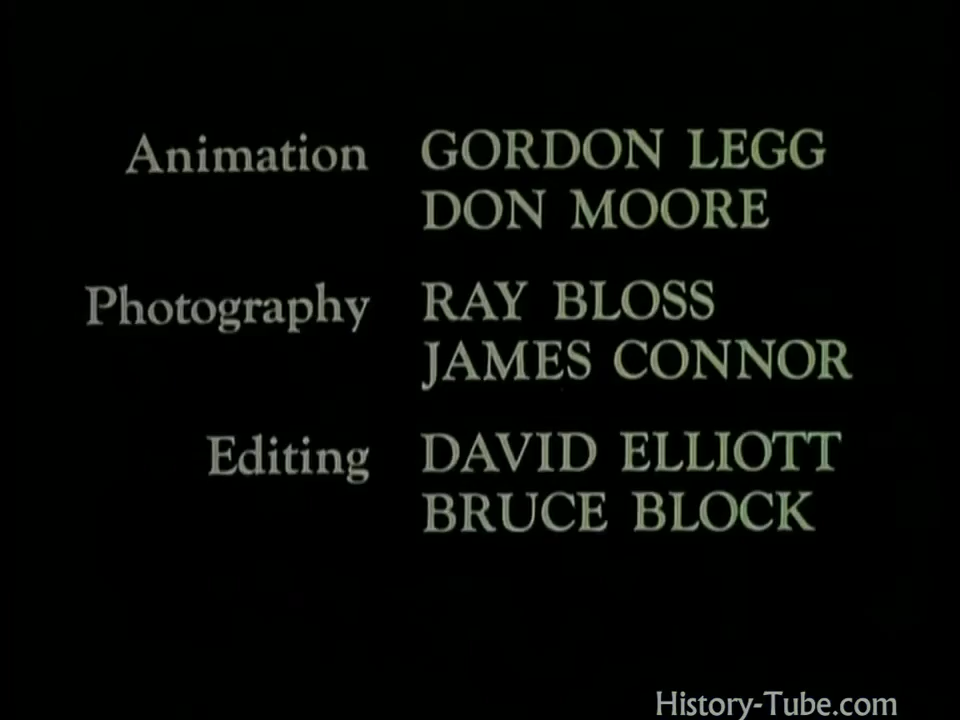 Animation GORDON LEGG
DON MOORE
Photography RAY BLOSS
JAMES CONNOR
Editing DAVID ELLIOTT
BRUCE BLOCK
History-Tube.com